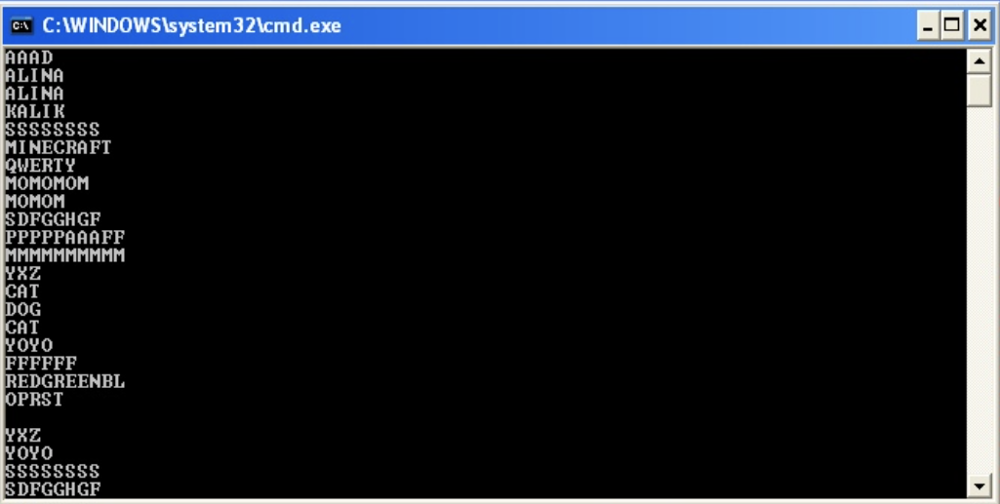 C:\WINDOWS\system32\cmd.exe
AAAD
ALINA
ALINA
KALIK
SSSSSSSS
MINECRAFT
QWERTY
MOMOMOM
MOMOM
SDFGGHGF
PPPPPAAAFF
MMMMMMMMMM
YXZ
CAT
DOG
CAT
YOYO
FFFFFF
REDGREENBL
OPRST
YXZ
YOYO
SSSSSSSS
SDFGGHGF